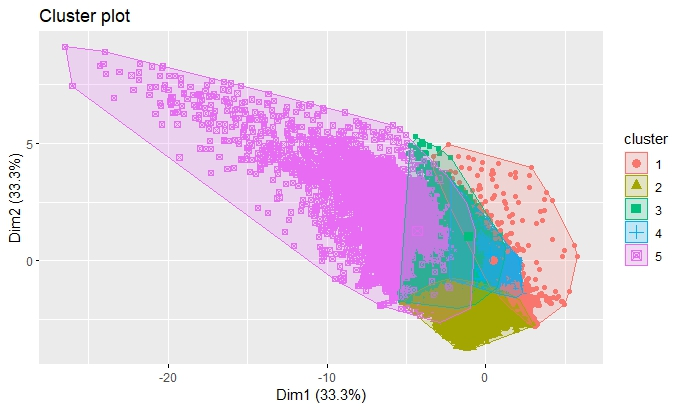 Cluster plot
5
0
Dim2 (33.3%)
-20
-10
0
Dim1 (33.3%)
cluster
1
2
3
4
5